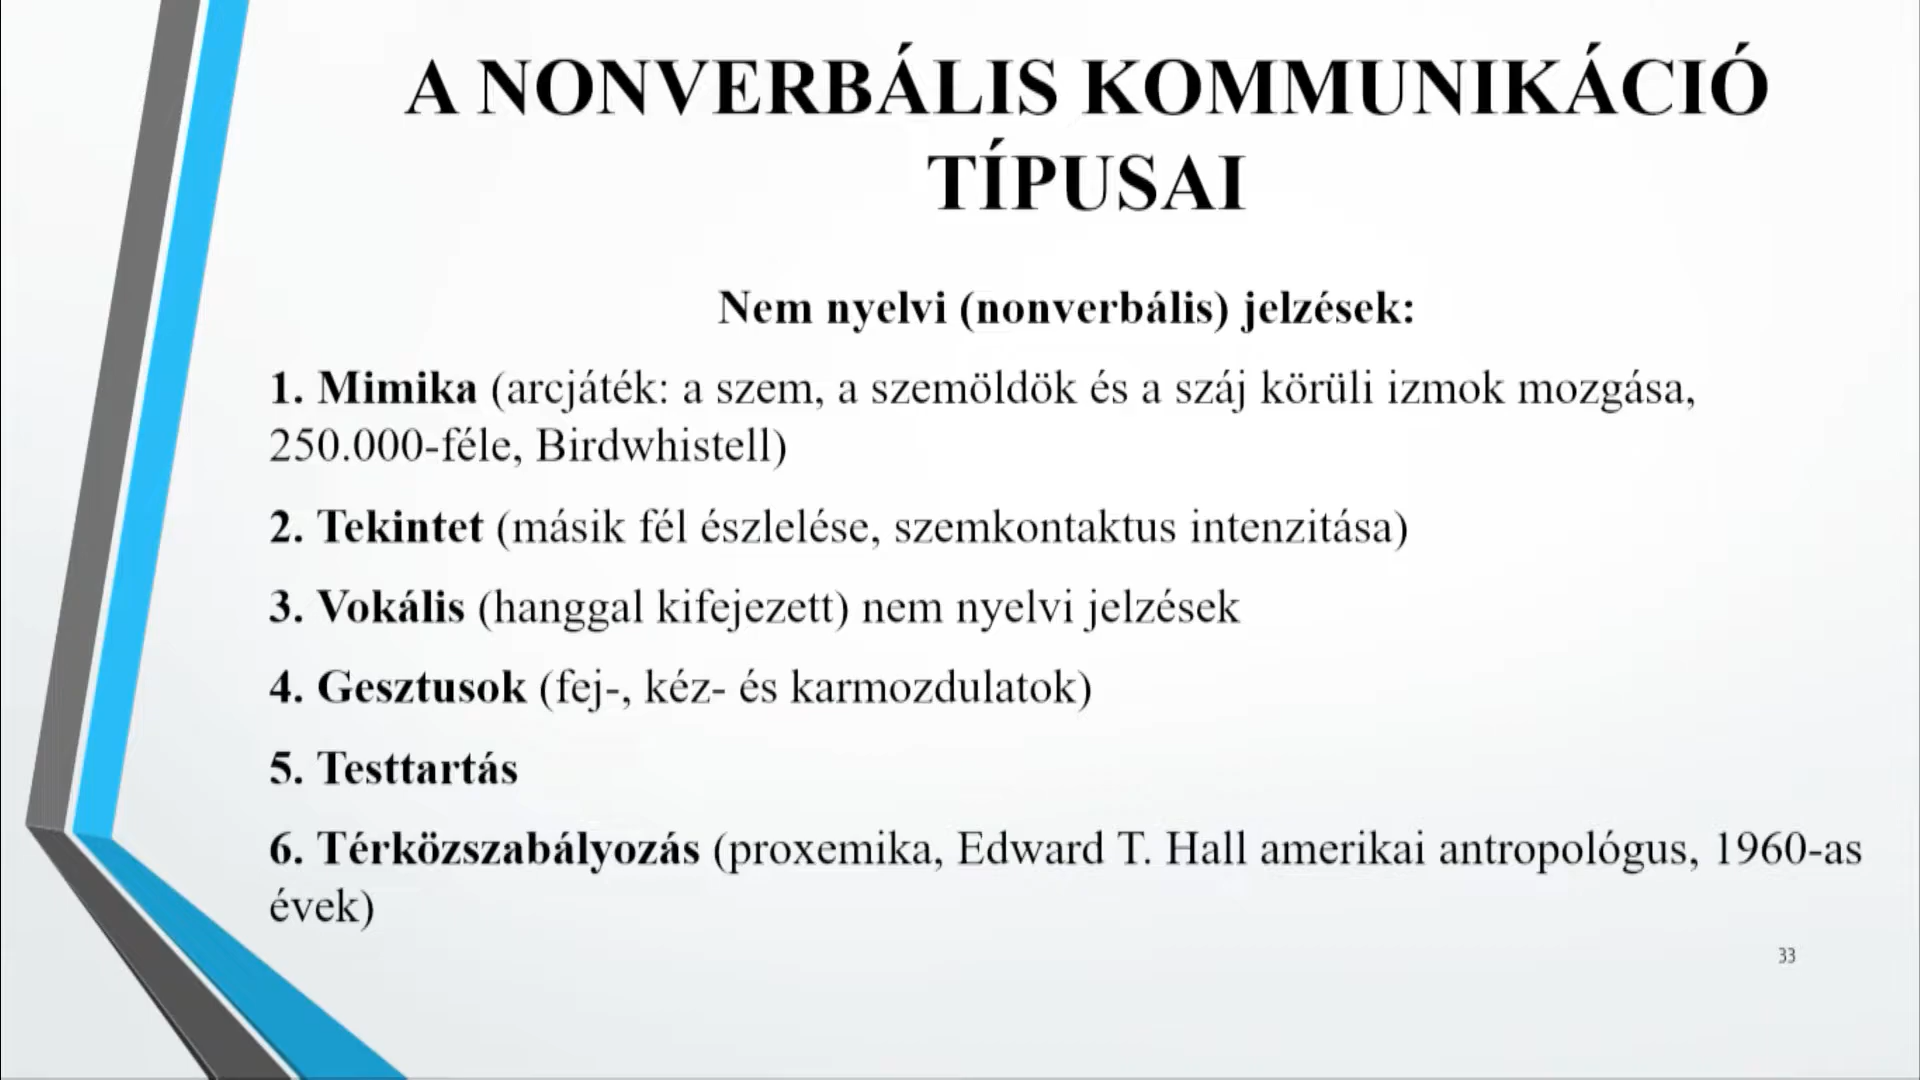 A NONVERBÁLIS KOMMUNIKÁCIÓ
TÍPUSAI
Nem nyelvi (nonverbális) jelzések:
1. Mimika (arcjáték: a szem, a szemöldök és a száj körüli izmok mozgása,
250.000-féle, Birdwhistell)
2. Tekintet (másik fél észlelése, szemkontaktus intenzitása)
3. Vokális (hanggal kifejezett) nem nyelvi jelzések
4. Gesztusok (fej-, kéz- és karmozdulatok)
5. Testtartás
6. Térközszabályozás (proxemika, Edward T. Hall amerikai antropológus, 1960-as
évek)
33